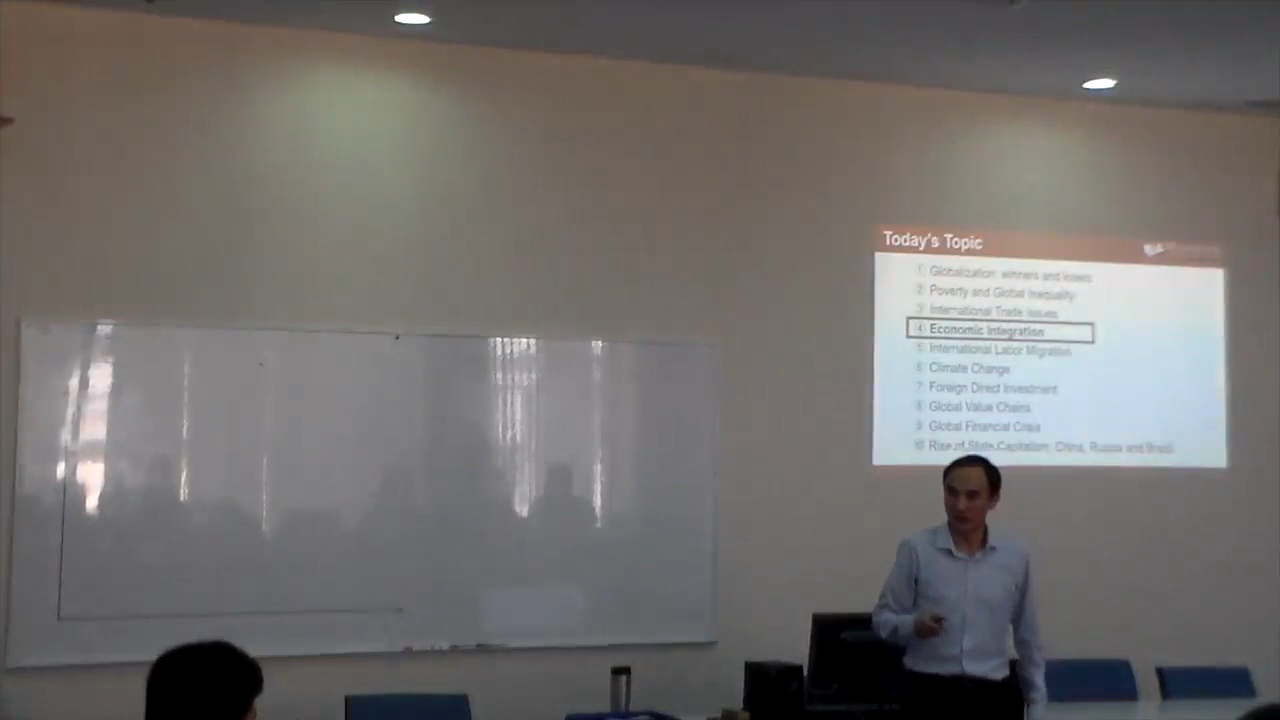 Today's Topic
① Globalization: winners and losers
② Poverty and Global Inequality
③ International Trade Issues
④ Economic Integration
⑤ International Labor Migration
⑥ Climate Change
⑦ Foreign Direct Investment
⑧ Global Value Chains
⑨ Global Financial Crisis
⑩ Rise of State Capitalism: China, Russia and Brazil